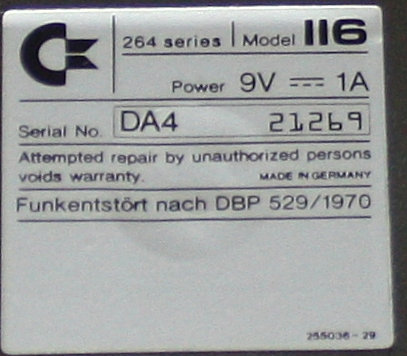 264 series | Model 116
Power 9V ⎓ 1A
Serial No. DA4 21269
Attempted repair by unauthorized persons
voids warranty. MADE IN GERMANY
Funkentstört nach DBP 529/1970
255036-29